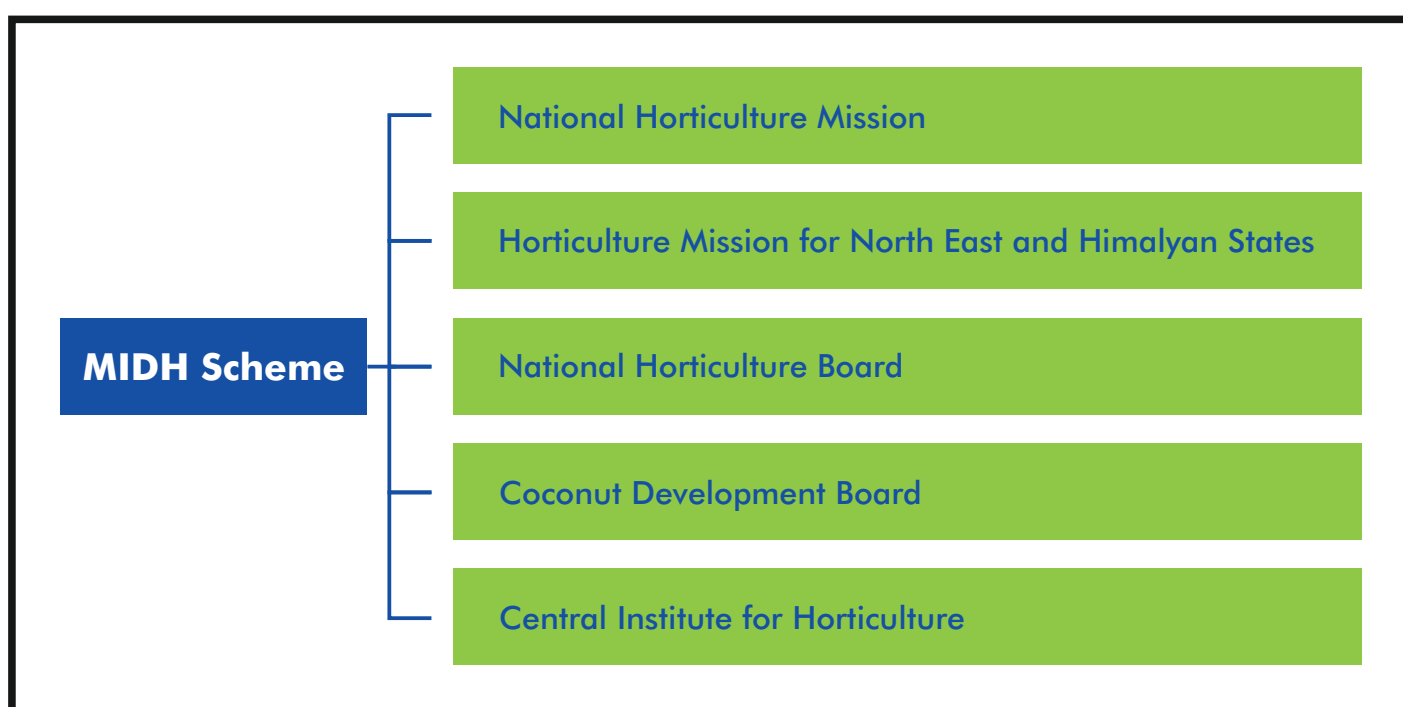 National Horticulture Mission
Horticulture Mission for North East and Himalyan States
MIDH Scheme
National Horticulture Board
Coconut Development Board
Central Institute for Horticulture